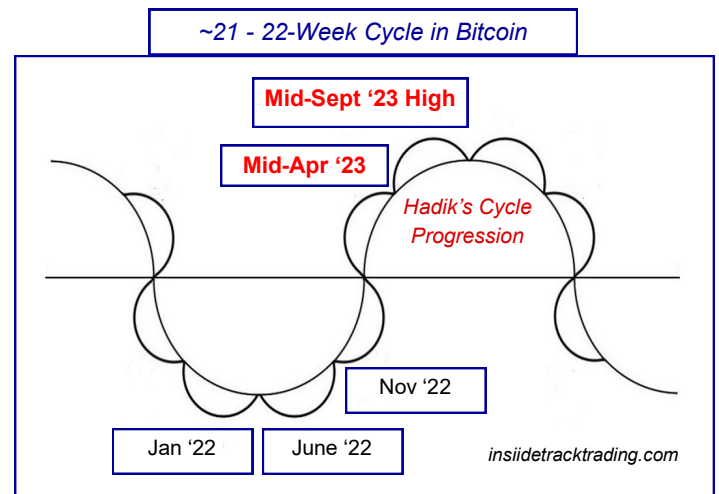 ~21 - 22-Week Cycle in Bitcoin
Mid-Sept ‘23 High
Mid-Apr ‘23
Hadik’s Cycle
Progression
Nov ‘22
Jan ‘22
June ‘22
insiidetracktrading.com